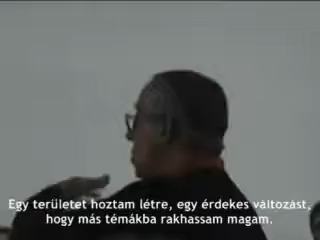 Egy területet hoztam létre, egy érdekes változást,
hogy más témákba rakhassam magam.